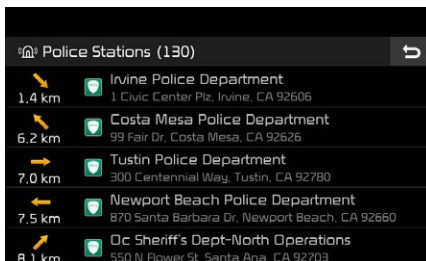 Police Stations (130)
Irvine Police Department
1.4 km
1 Civic Center Plz, Irvine, CA 92606
Costa Mesa Police Department
6.2 km
99 Fair Dr, Costa Mesa, CA 92626
Tustin Police Department
7.0 km
300 Centennial Way, Tustin, CA 92780
Newport Beach Police Department
7.5 km
870 Santa Barbara Dr, Newport Beach, CA 92660
Oc Sheriff's Dept-North Operations
8.1 km
550 N Flower St, Santa Ana, CA 92703